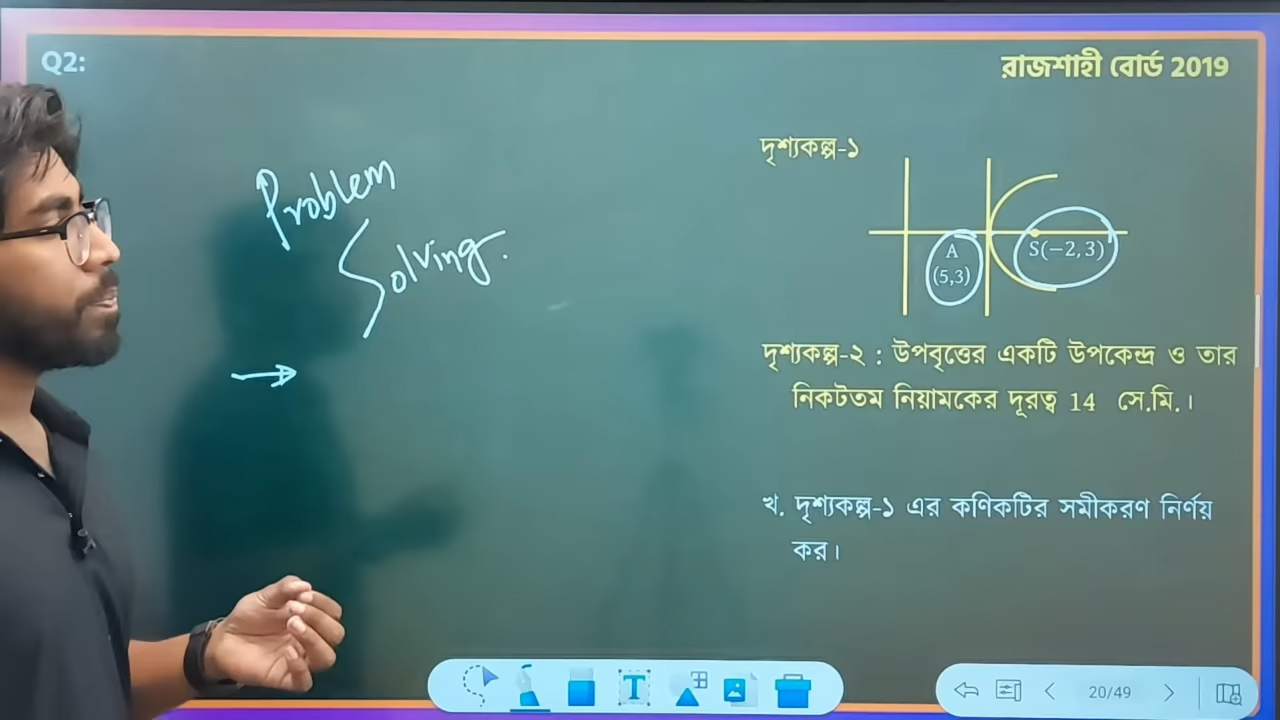 Q2:
রাজশাহী বোর্ড 2019
Problem
Solving.
দৃশ্যকল্প-১
A
(5,3)
S(−2,3)
দৃশ্যকল্প-২ : উপবৃত্তের একটি উপকেন্দ্র ও তার
নিকটতম নিয়ামকের দূরত্ব 14 সে.মি.।
খ. দৃশ্যকল্প-১ এর কণিকটির সমীকরণ নির্ণয়
কর।
T
20/49